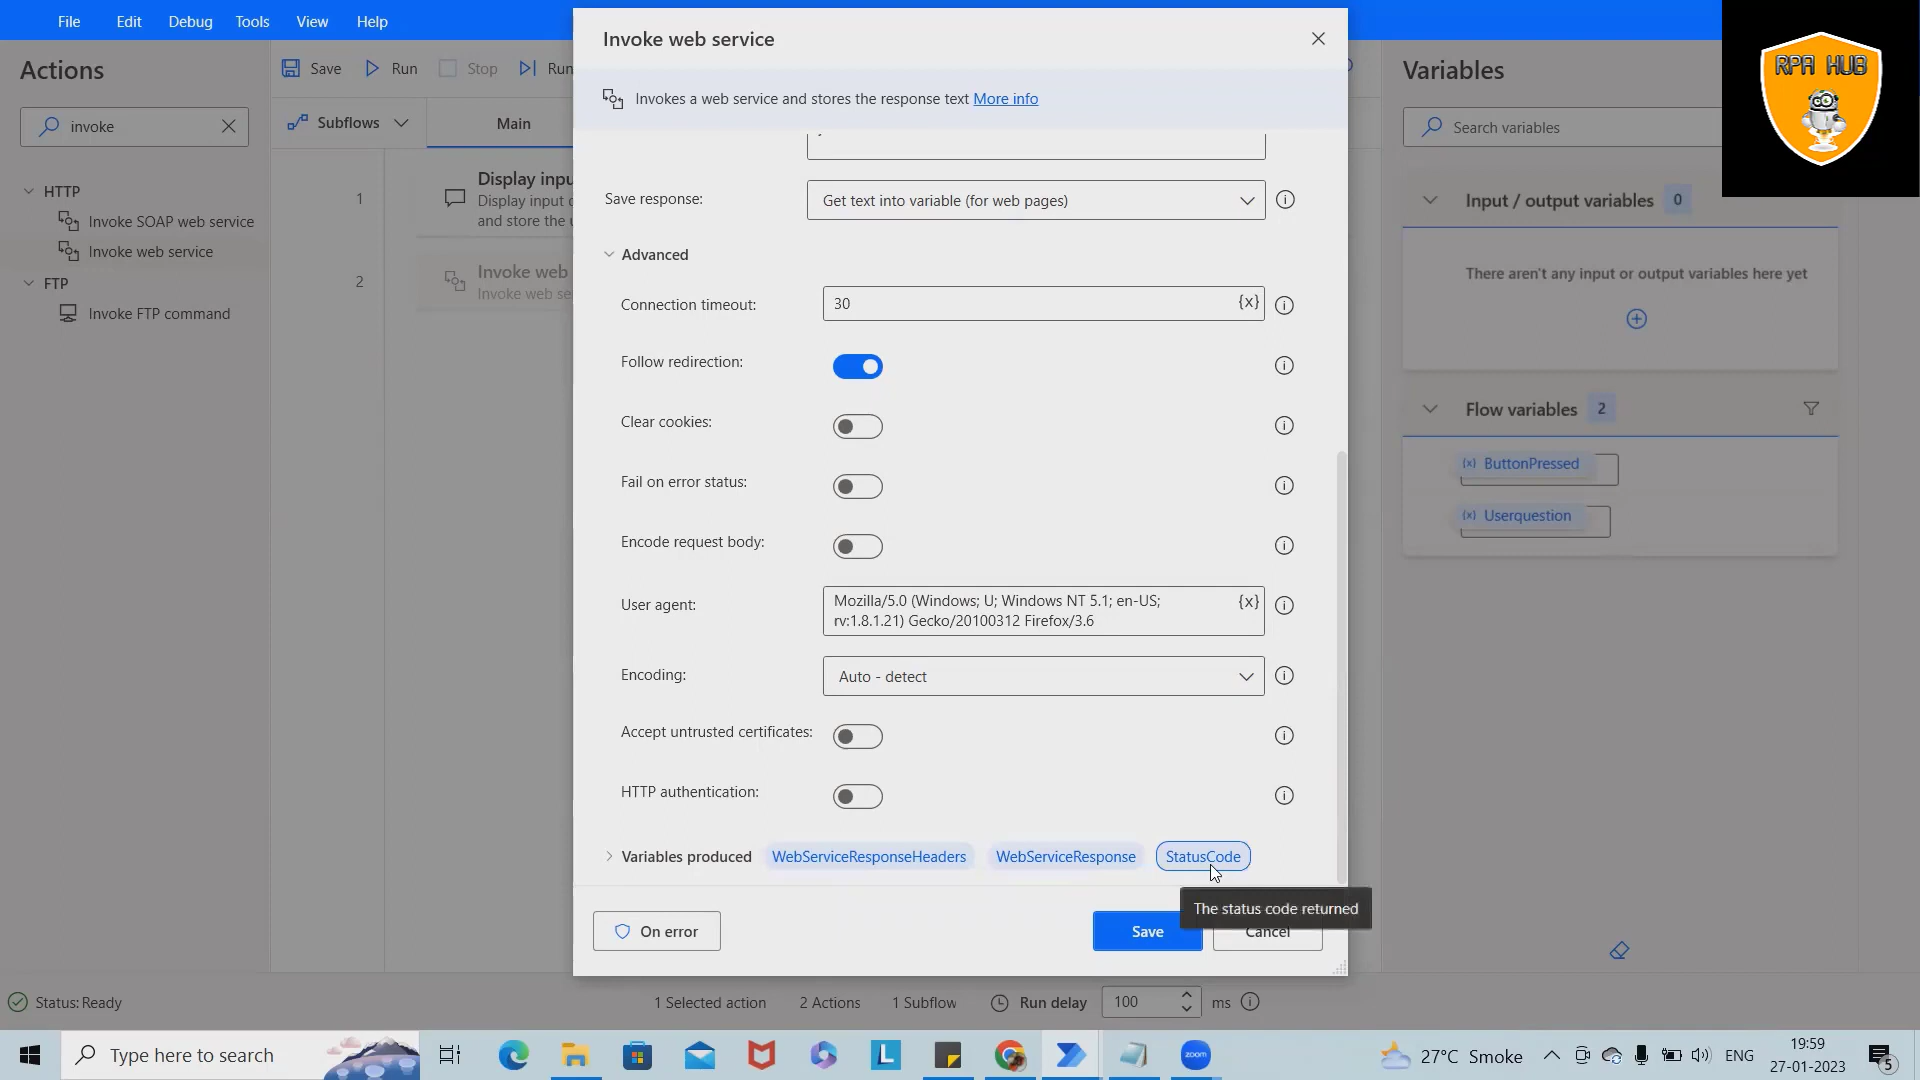 File Edit Debug Tools View Help
Actions
invoke
HTTP
Invoke SOAP web service
Invoke web service
FTP
Invoke FTP command
Save Run Stop Run
Subflows Main
1
Display inpu
Display input
and store the
2
Invoke web
Invoke web se
Invoke web service
Invokes a web service and stores the response text More info
Save response: Get text into variable (for web pages)
Advanced
Connection timeout: 30 {x}
Follow redirection:
Clear cookies:
Fail on error status:
Encode request body:
User agent: Mozilla/5.0 (Windows; U; Windows NT 5.1; en-US; {x}
rv:1.8.1.21) Gecko/20100312 Firefox/3.6
Encoding: Auto - detect
Accept untrusted certificates:
HTTP authentication:
Variables produced WebServiceResponseHeaders WebServiceResponse StatusCode
The status code returned
On error Save Cancel
Variables
Search variables
Input / output variables 0
There aren't any input or output variables here yet
Flow variables 2
{x} ButtonPressed
{x} Userquestion
RPA HUB
Status: Ready 1 Selected action 2 Actions 1 Subflow Run delay 100 ms
Type here to search
L
zoom
27°C Smoke ENG
19:59
27-01-2023
5